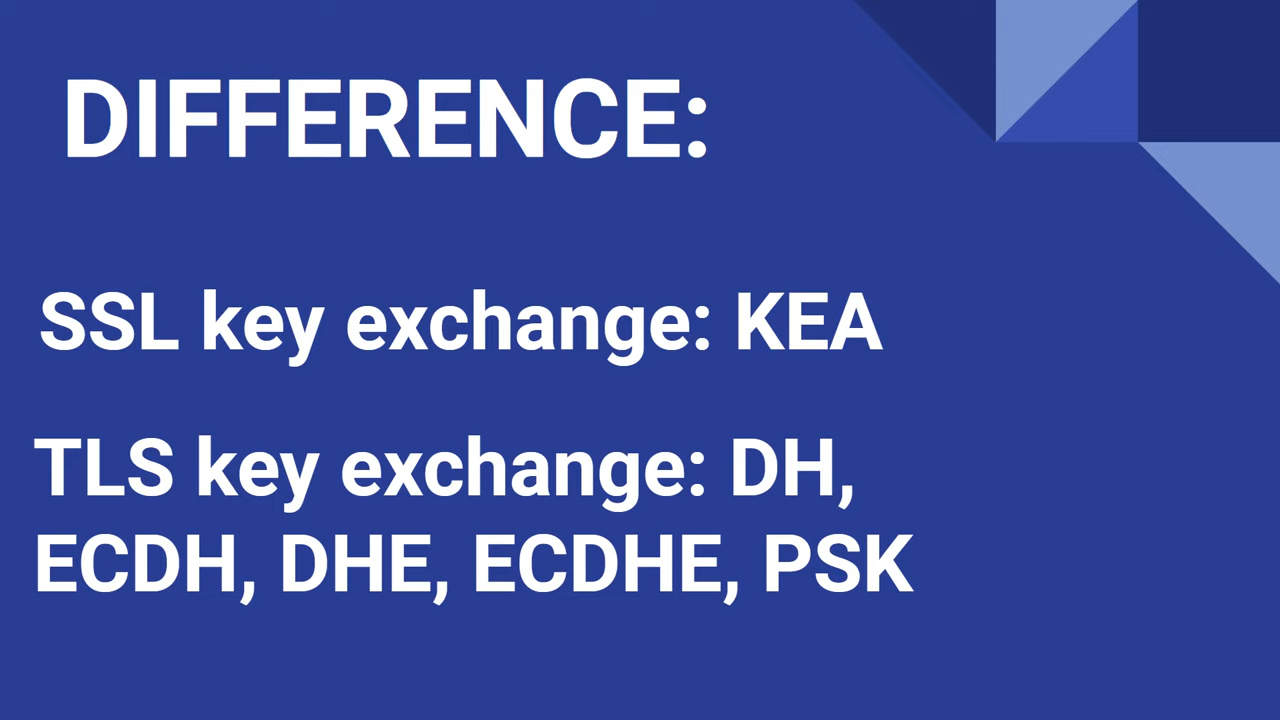 DIFFERENCE:
SSL key exchange: KEA
TLS key exchange: DH,
ECDH, DHE, ECDHE, PSK